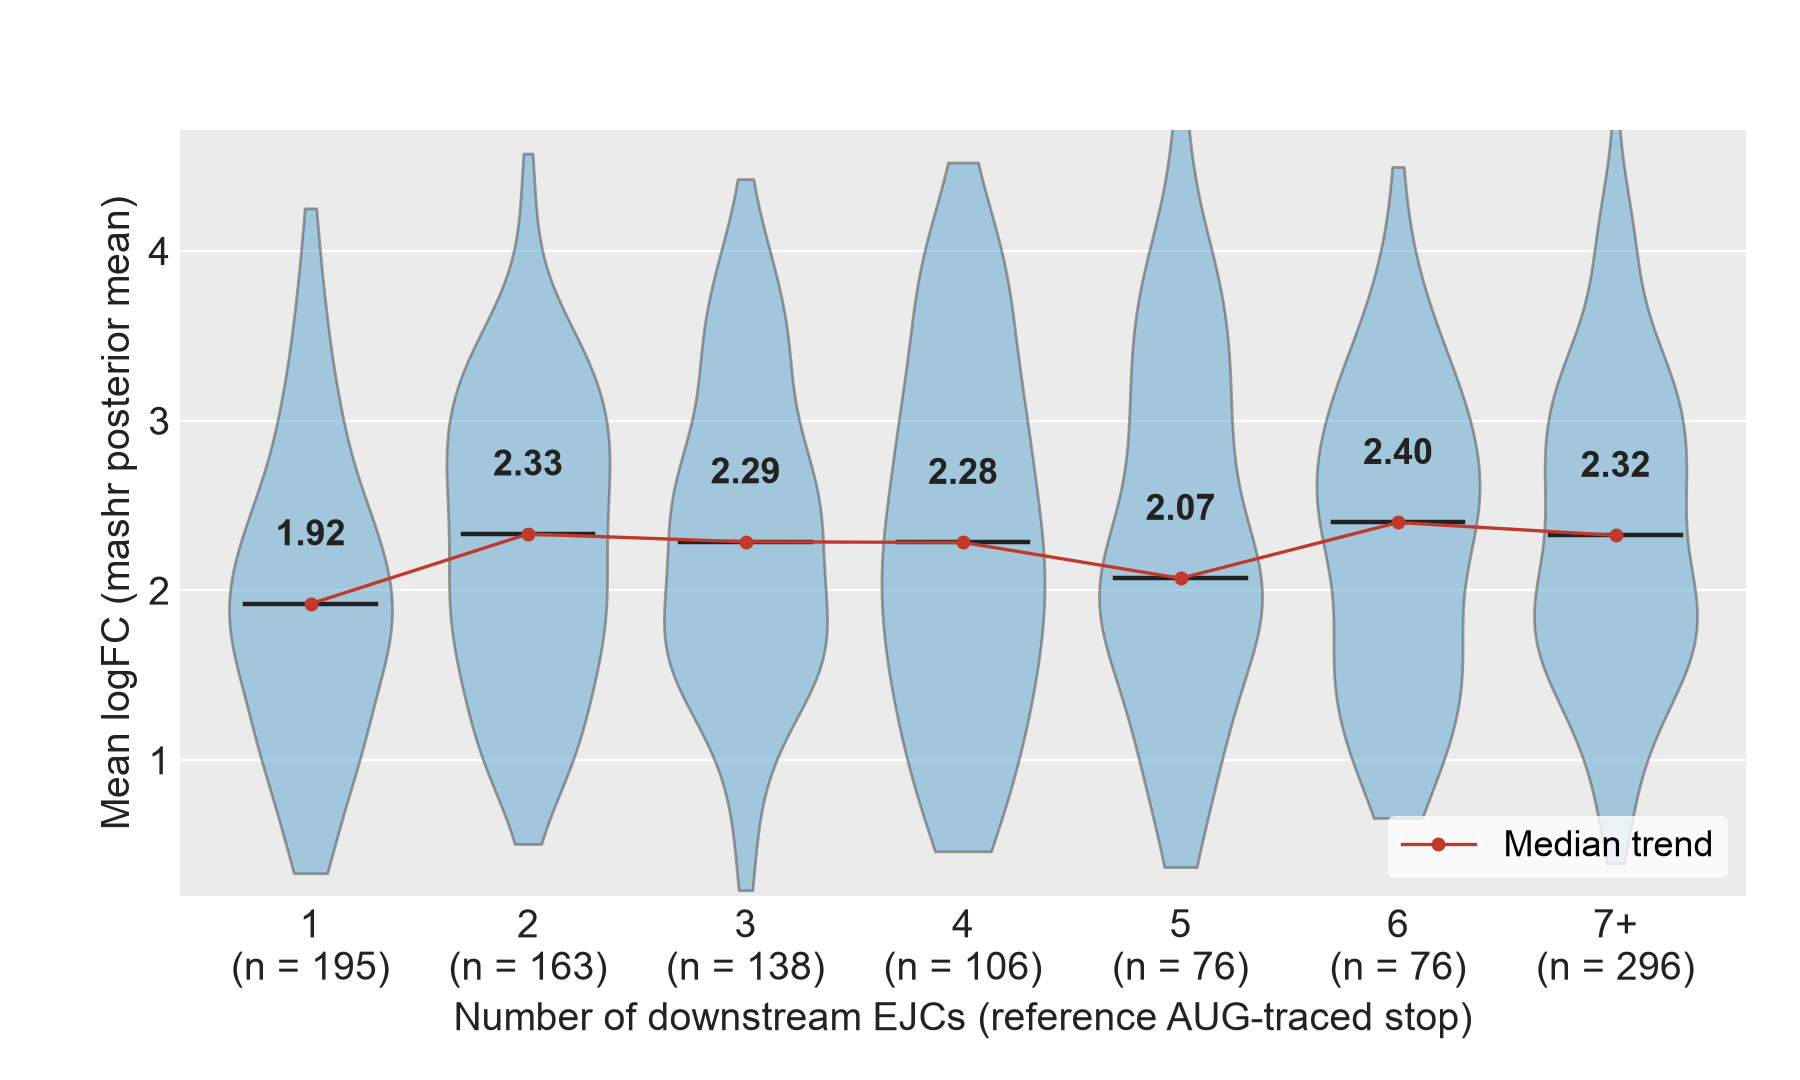 Mean logFC (mashr posterior mean)
4
3
2
1
1.92
2.33
2.29
2.28
2.07
2.40
2.32
Median trend
1 2 3 4 5 6 7+
(n = 195) (n = 163) (n = 138) (n = 106) (n = 76) (n = 76) (n = 296)
Number of downstream EJCs (reference AUG-traced stop)